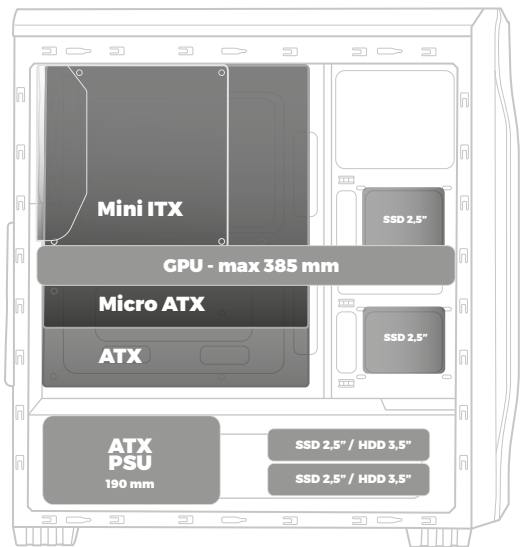 Mini ITX
SSD 2,5”
GPU - max 385 mm
Micro ATX
SSD 2,5”
ATX
ATX
PSU
190 mm
SSD 2,5” / HDD 3,5”
SSD 2,5” / HDD 3,5”